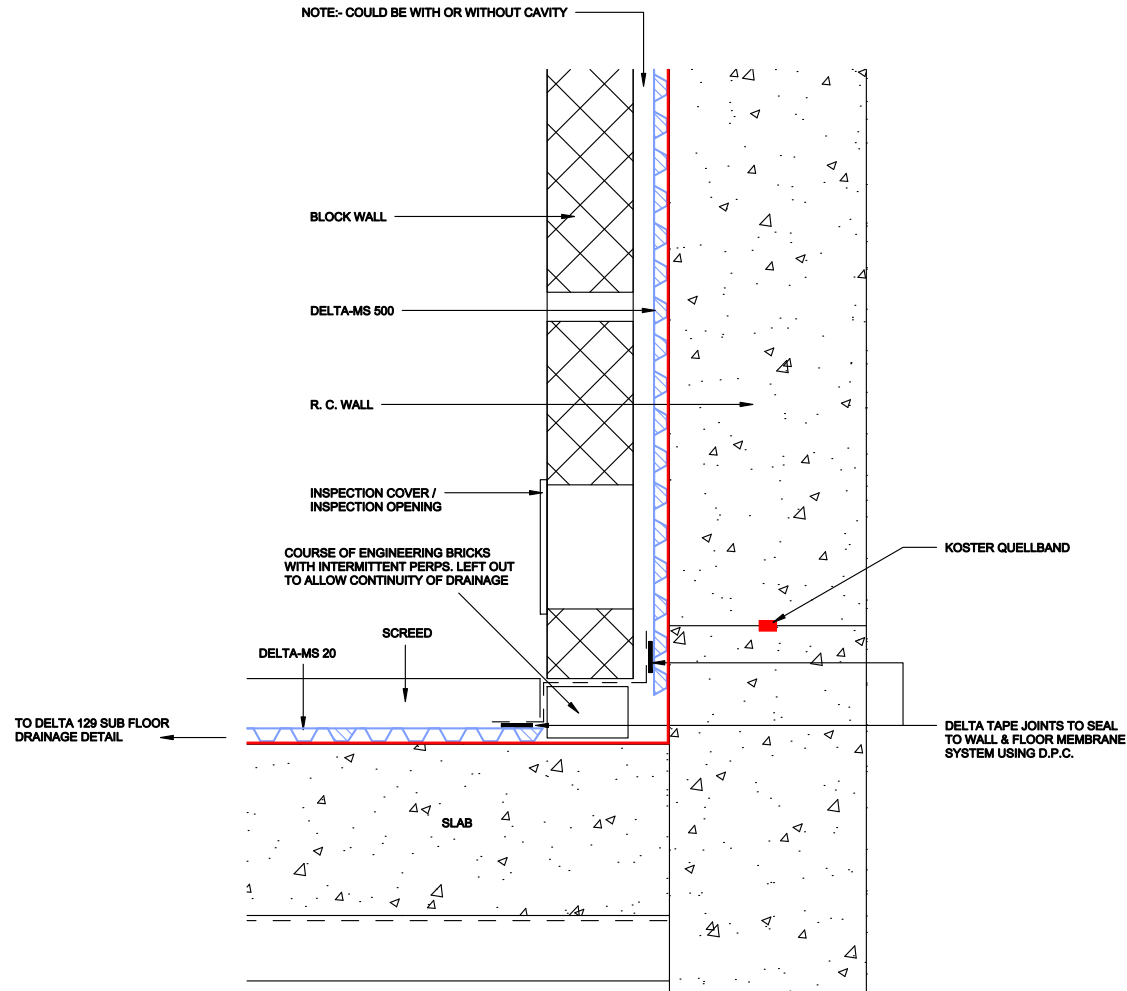 NOTE:- COULD BE WITH OR WITHOUT CAVITY
BLOCK WALL
DELTA-MS 500
R. C. WALL
INSPECTION COVER /
INSPECTION OPENING
COURSE OF ENGINEERING BRICKS
WITH INTERMITTENT PERPS. LEFT OUT
TO ALLOW CONTINUITY OF DRAINAGE
KOSTER QUELLBAND
SCREED
DELTA-MS 20
TO DELTA 129 SUB FLOOR
DRAINAGE DETAIL
DELTA TAPE JOINTS TO SEAL
TO WALL & FLOOR MEMBRANE
SYSTEM USING D.P.C.
SLAB